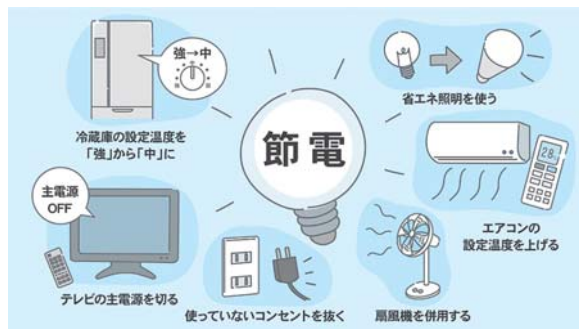 強→中
冷蔵庫の設定温度を
「強」から「中」に
省エネ照明を使う
節電
28℃
エアコンの
設定温度を上げる
主電源
OFF
テレビの主電源を切る
使っていないコンセントを抜く
扇風機を併用する